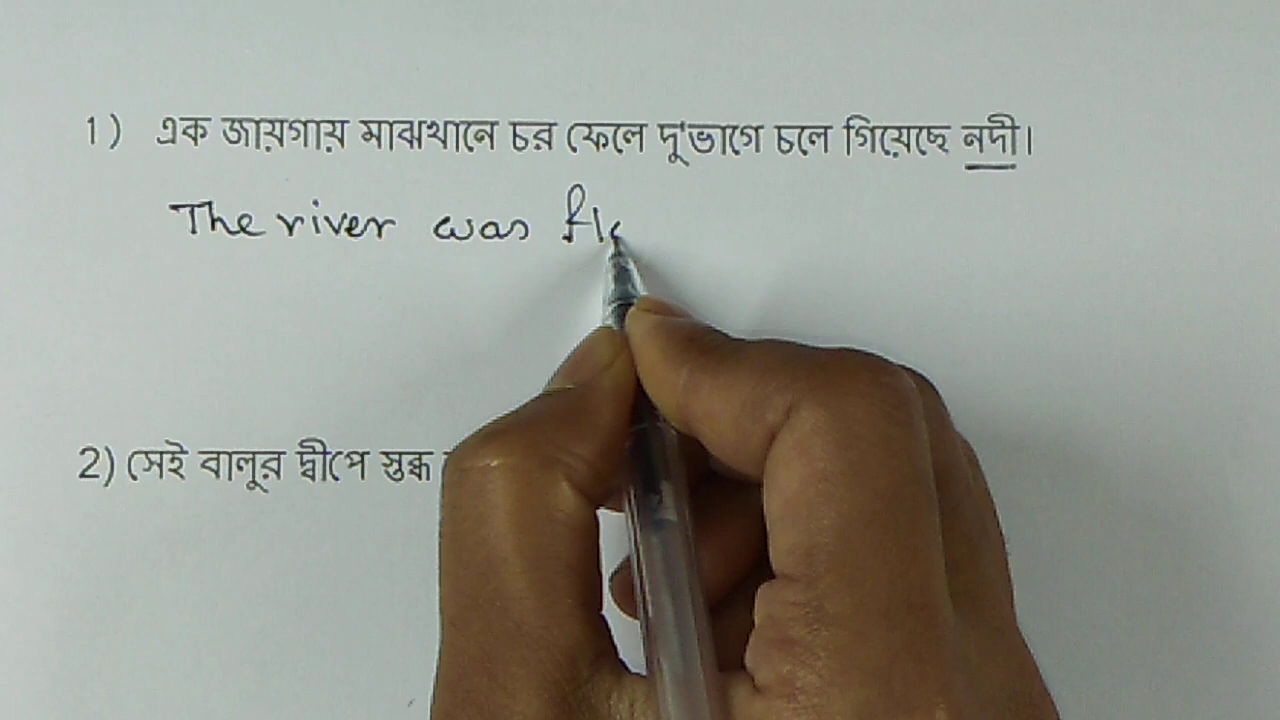 1) এক জায়গায় মাঝখানে চর ফেলে দু'ভাগে চলে গিয়েছে নদী।
The river was
2) সেই বালুর দ্বীপে স্তব্ধ